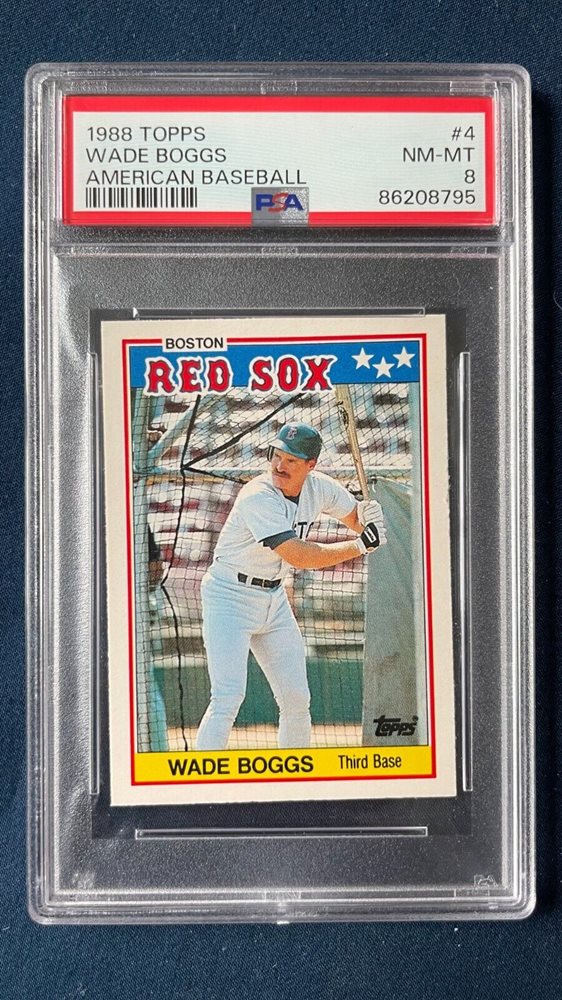 1988 TOPPS #4
WADE BOGGS NM-MT
AMERICAN BASEBALL 8
PSA 86208795
BOSTON
RED SOX
B
ST
topps
WADE BOGGS Third Base